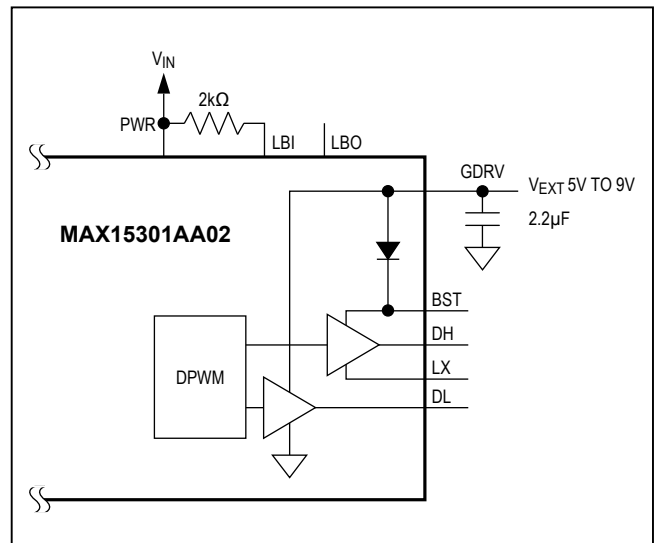 VIN
2kΩ
PWR
LBI
LBO
GDRV
VEXT 5V TO 9V
2.2µF
MAX15301AA02
BST
DH
DPWM
LX
DL